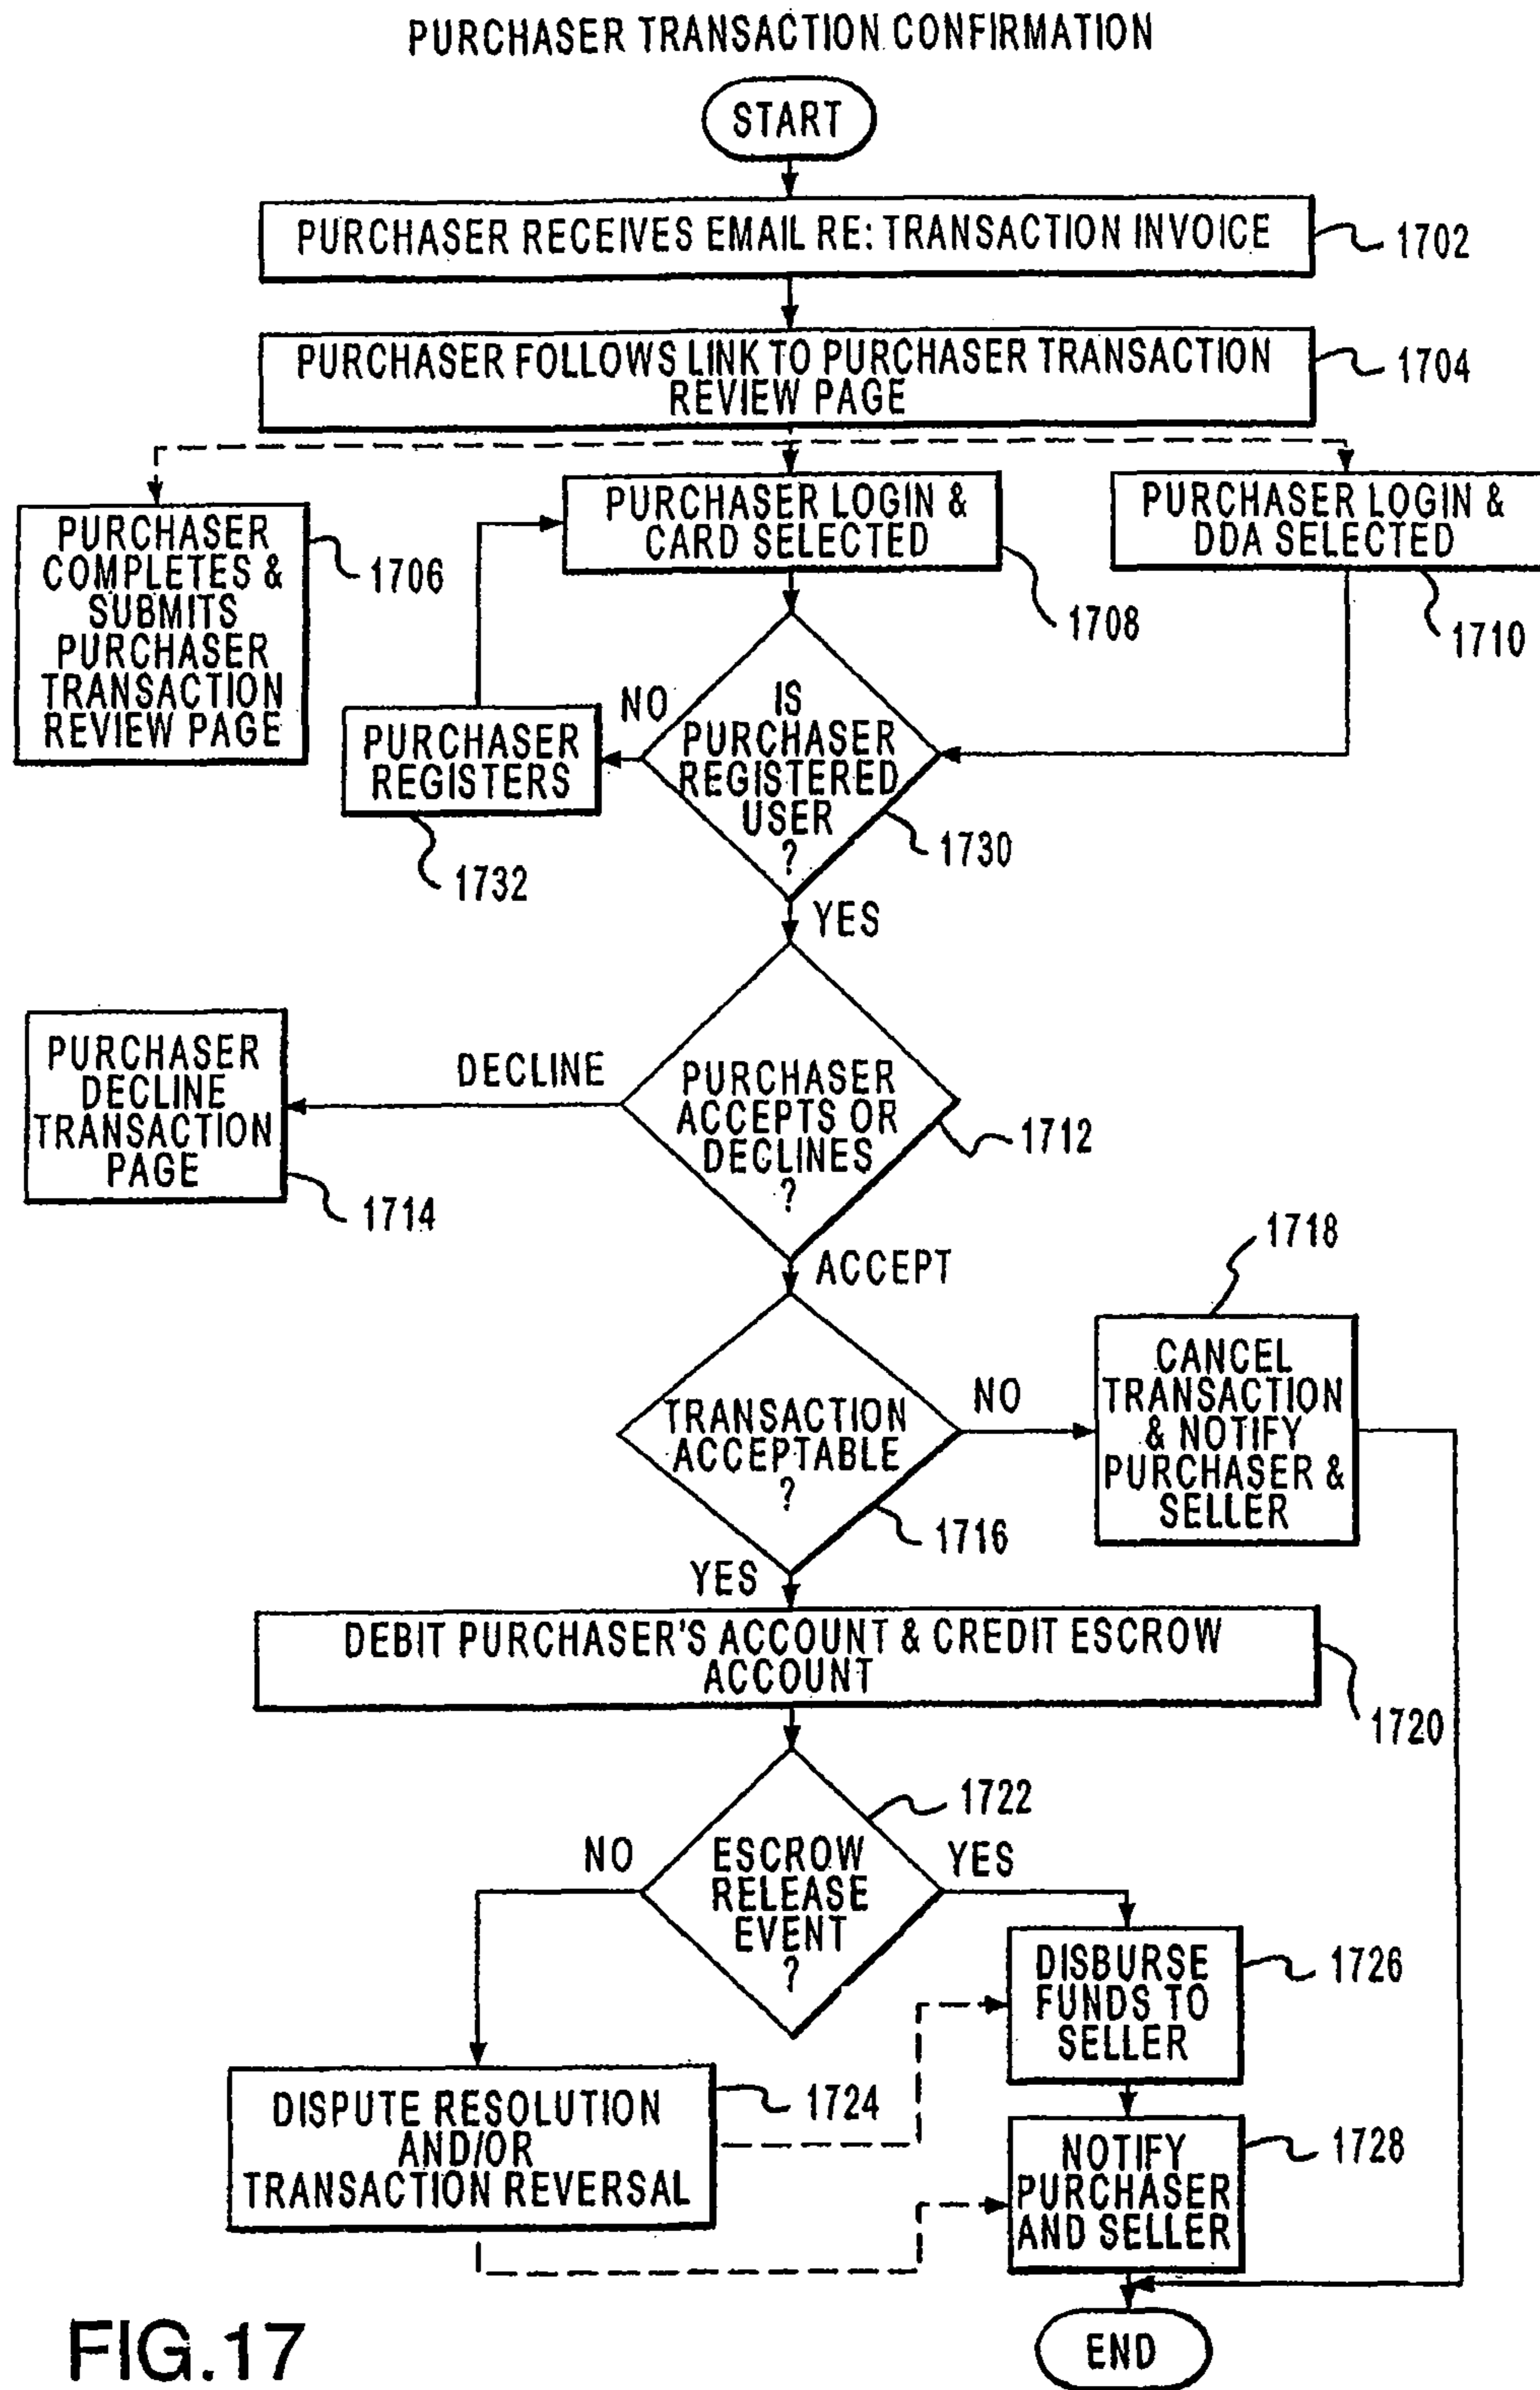 PURCHASER TRANSACTION CONFIRMATION
START
PURCHASER RECEIVES EMAIL RE: TRANSACTION INVOICE
1702
PURCHASER FOLLOWS LINK TO PURCHASER TRANSACTION
REVIEW PAGE
1704
PURCHASER
COMPLETES &
SUBMITS
PURCHASER
TRANSACTION
REVIEW PAGE
1706
PURCHASER LOGIN &
CARD SELECTED
1708
PURCHASER LOGIN &
DDA SELECTED
1710
IS
PURCHASER
REGISTERED
USER
?
1730
NO
PURCHASER
REGISTERS
1732
YES
PURCHASER
ACCEPTS OR
DECLINES
?
1712
DECLINE
PURCHASER
DECLINE
TRANSACTION
PAGE
1714
ACCEPT
TRANSACTION
ACCEPTABLE
?
1716
NO
1718
CANCEL
TRANSACTION
& NOTIFY
PURCHASER &
SELLER
YES
DEBIT PURCHASER'S ACCOUNT & CREDIT ESCROW
ACCOUNT
1720
ESCROW
RELEASE
EVENT
?
1722
NO
YES
DISBURSE
FUNDS TO
SELLER
1726
DISPUTE RESOLUTION
AND/OR
TRANSACTION REVERSAL
1724
NOTIFY
PURCHASER
AND SELLER
1728
END
FIG.17